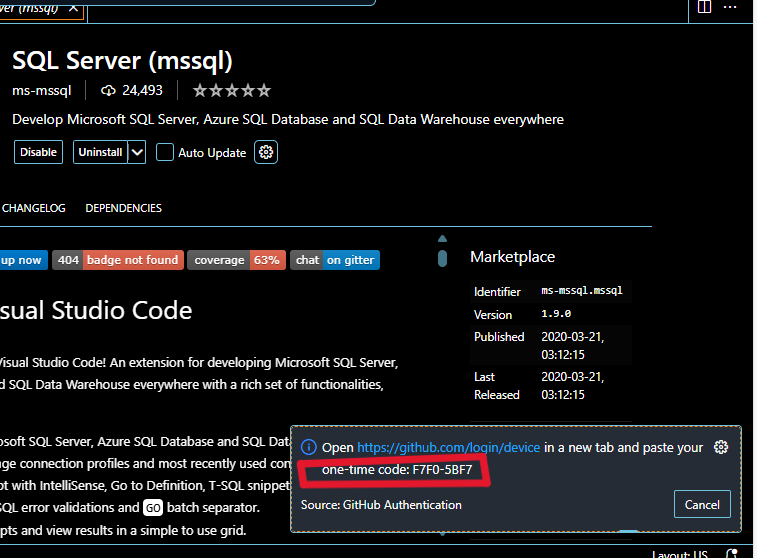 ver (mssql)
SQL Server (mssql)
ms-mssql 24,493
Develop Microsoft SQL Server, Azure SQL Database and SQL Data Warehouse everywhere
Disable Uninstall Auto Update
CHANGELOG DEPENDENCIES
up now 404 badge not found coverage 63% chat on gitter
sual Studio Code
Visual Studio Code! An extension for developing Microsoft SQL Server,
d SQL Data Warehouse everywhere with a rich set of functionalities,
osoft SQL Server, Azure SQL Database and SQL Dat
ge connection profiles and most recently used con
pt with IntelliSense, Go to Definition, T-SQL snippet
SQL error validations and GO batch separator.
pts and view results in a simple to use grid.
Marketplace
Identifier ms-mssql.mssql
Version 1.9.0
Published 2020-03-21,
03:12:15
Last 2020-03-21,
Released 03:12:15
Open https://github.com/login/device in a new tab and paste your
one-time code: F7F0-5BF7
Source: GitHub Authentication Cancel
Layout: US